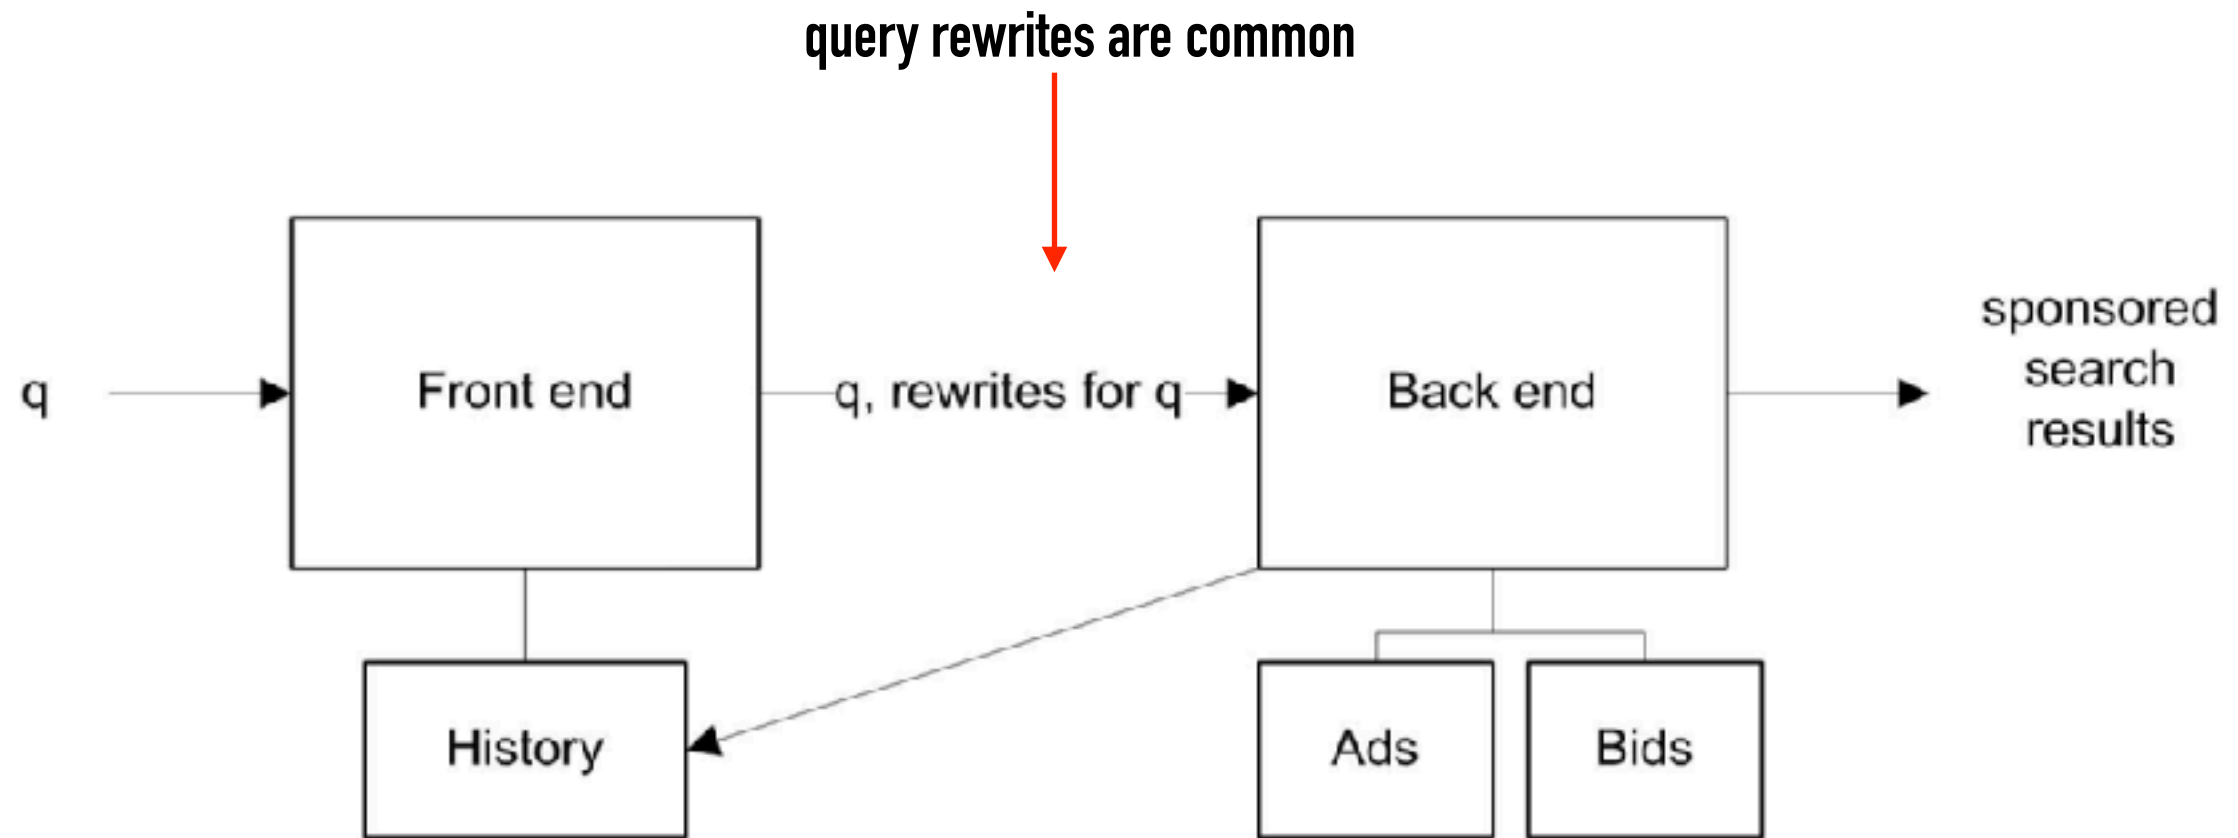 query rewrites are common
q
Front end
q, rewrites for q
Back end
sponsored
search
results
History
Ads
Bids